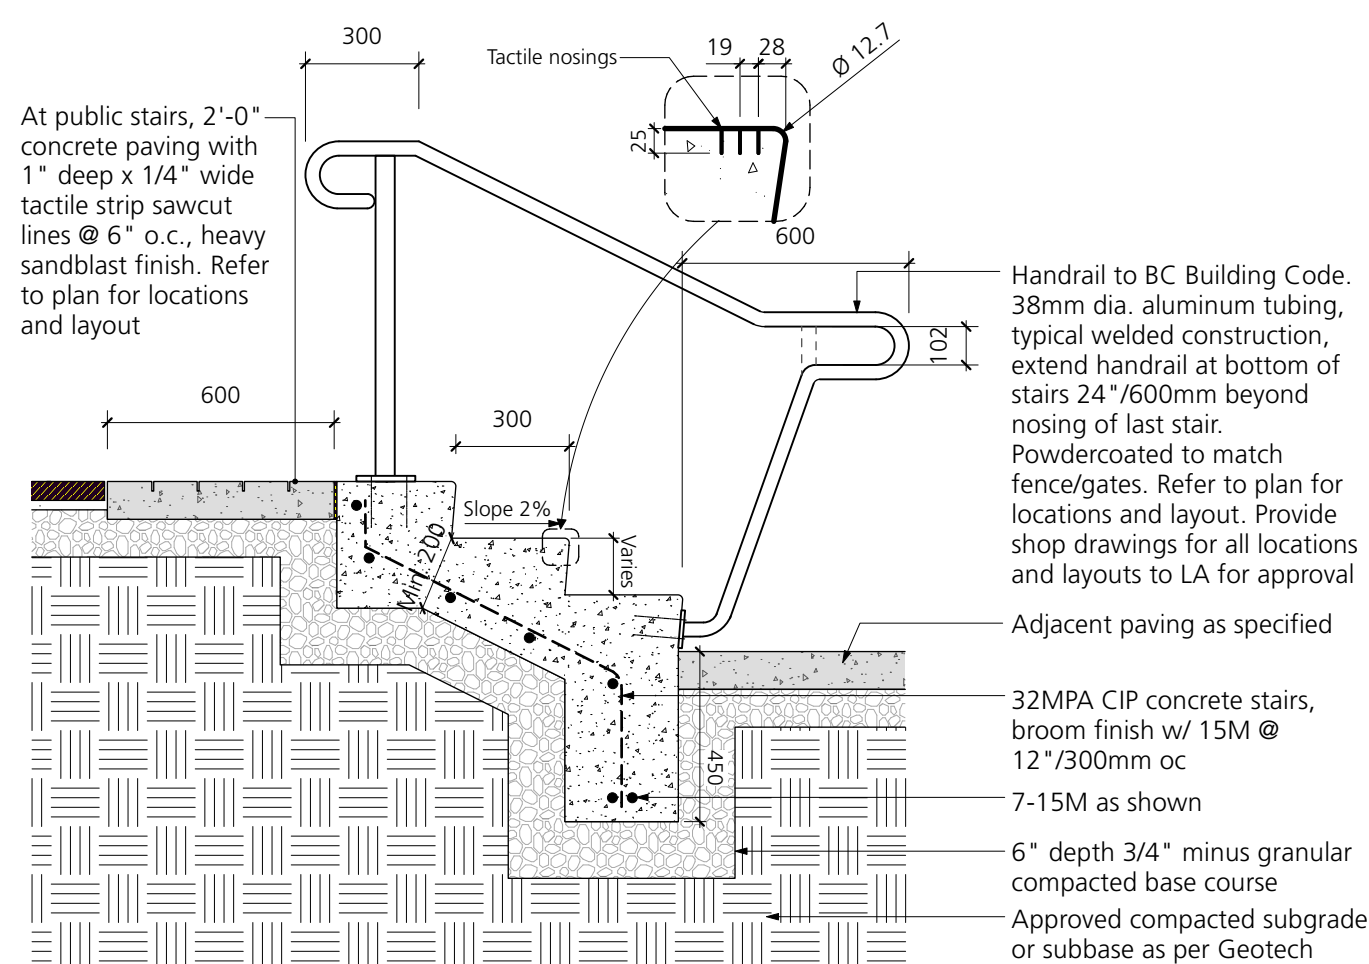 300
Tactile nosings
19
28
Ø 12.7
25
At public stairs, 2'-0"
concrete paving with
1" deep x 1/4" wide
tactile strip sawcut
lines @ 6" o.c., heavy
sandblast finish. Refer
to plan for locations
and layout
600
Handrail to BC Building Code.
38mm dia. aluminum tubing,
typical welded construction,
extend handrail at bottom of
stairs 24"/600mm beyond
nosing of last stair.
Powdercoated to match
fence/gates. Refer to plan for
locations and layout. Provide
shop drawings for all locations
and layouts to LA for approval
102
600
300
Slope 2%
Min. 200
Varies
Adjacent paving as specified
32MPA CIP concrete stairs,
broom finish w/ 15M @
12"/300mm oc
450
7-15M as shown
6" depth 3/4" minus granular
compacted base course
Approved compacted subgrade
or subbase as per Geotech